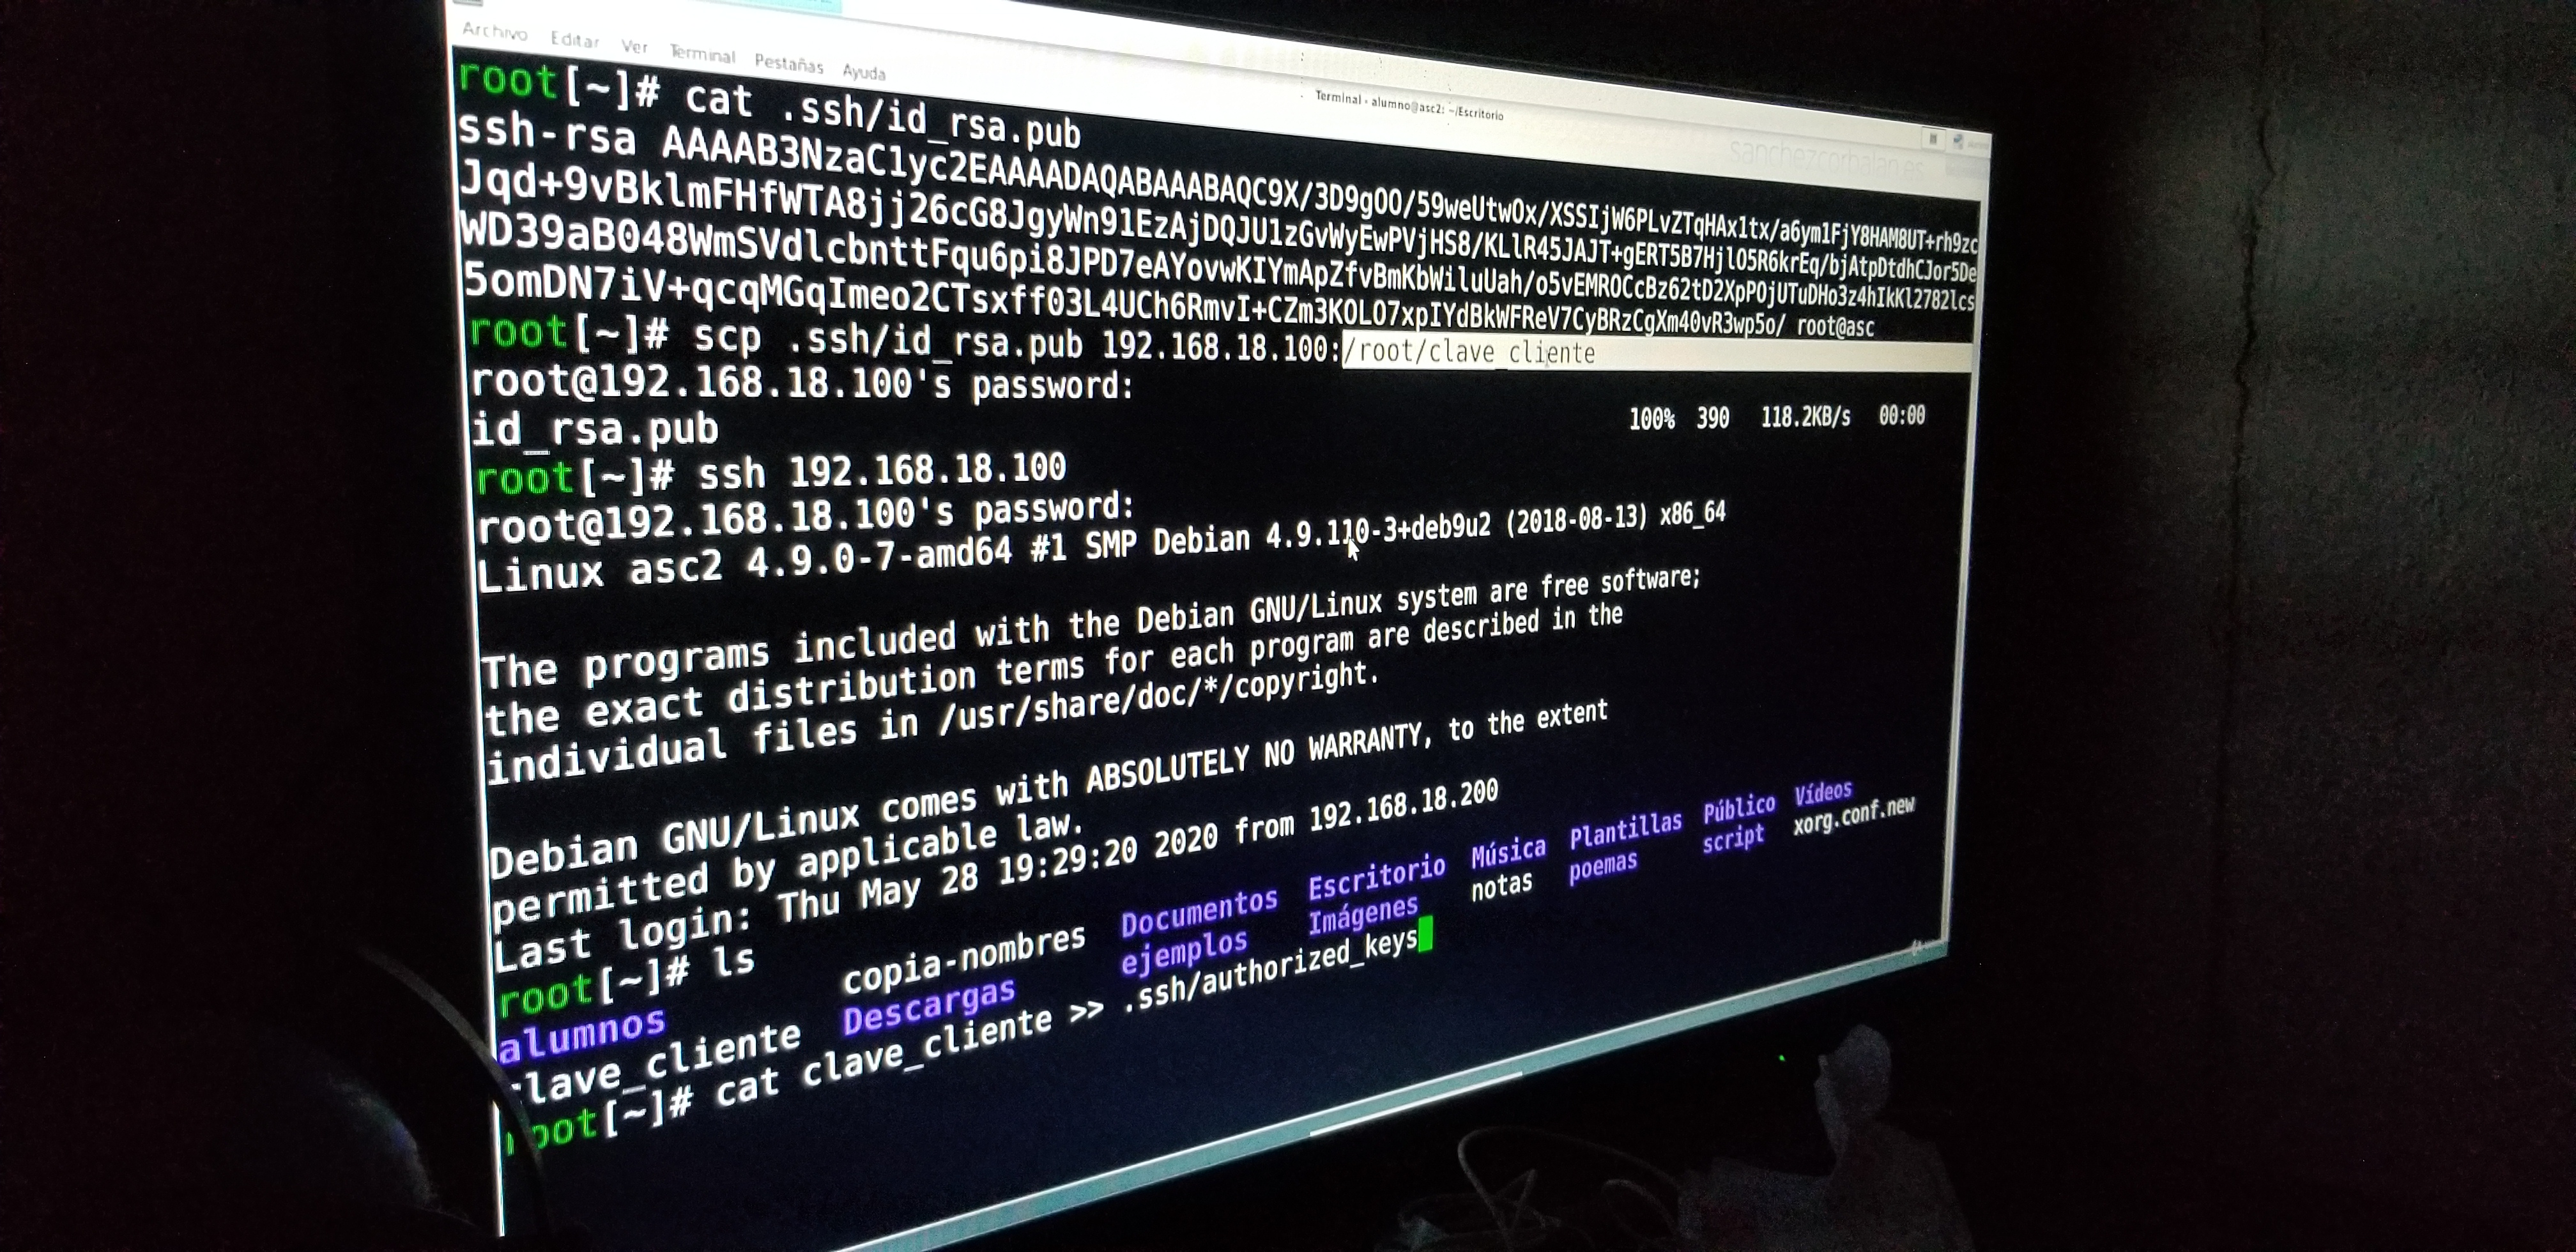 Archivo Editar Ver Terminal Pestañas Ayuda
Terminal - alumno@asc2: ~/Escritorio
sanchezcorbalan.es
root[~]# cat .ssh/id_rsa.pub
ssh-rsa AAAAB3NzaC1yc2EAAAADAQABAAABAQC9X/3D9gOO/59weUtwOx/XSSIjW6PLvZTqHAx1tx/a6ym1FjY8HAM8UT+rh9zc
Jqd+9vBklmFHfWTA8jj26cG8JgyWn91EzAjDQJU1zGvWyEwPVjHS8/KLlR45JAJT+gERT5B7HjlO5R6krEq/bjAtpDtdhCJor5De
WD39aB048WmSVdlcbnttFqu6pi8JPD7eAYovwKIYmApZfvBmKbWiluUah/o5vEMROCcBz62tD2XpPOjUTuDHo3z4hIkKl2782lcs
5omDN7iV+qcqMGqImeo2CTsxff03L4UCh6RmvI+CZm3KOLO7xpIYdBkWFReV7CyBRzCgXm40vR3wp5o/ root@asc
root[~]# scp .ssh/id_rsa.pub 192.168.18.100:/root/clave_cliente
root@192.168.18.100's password:
id_rsa.pub 100% 390 118.2KB/s 00:00
root[~]# ssh 192.168.18.100
root@192.168.18.100's password:
Linux asc2 4.9.0-7-amd64 #1 SMP Debian 4.9.110-3+deb9u2 (2018-08-13) x86_64
The programs included with the Debian GNU/Linux system are free software;
the exact distribution terms for each program are described in the
individual files in /usr/share/doc/*/copyright.
Debian GNU/Linux comes with ABSOLUTELY NO WARRANTY, to the extent
permitted by applicable law.
Last login: Thu May 28 19:29:20 2020 from 192.168.18.200
root[~]# ls
alumnos copia-nombres Documentos Escritorio Música Plantillas Público Vídeos
clave_cliente Descargas ejemplos Imágenes notas poemas script xorg.conf.new
root[~]# cat clave_cliente >> .ssh/authorized_keys